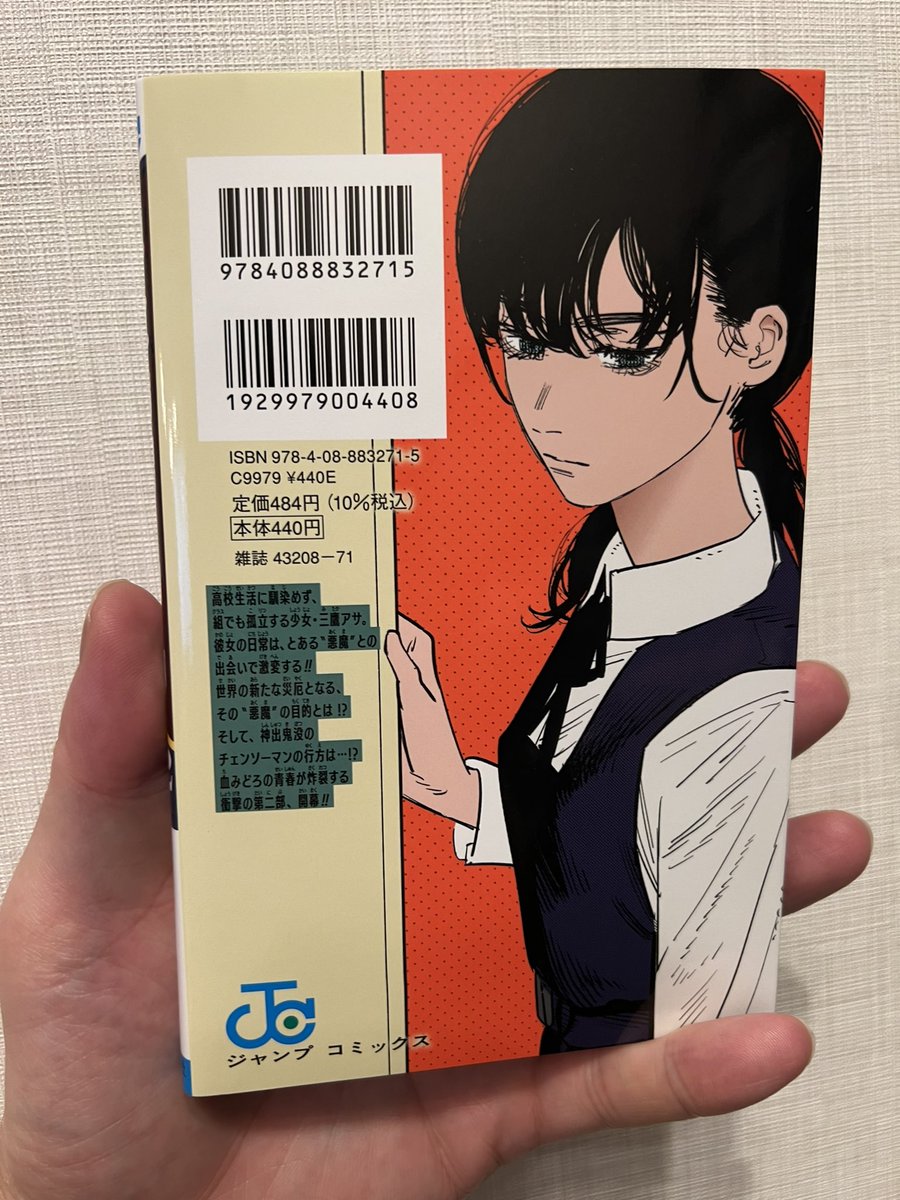 9784088832715
1929979004408
ISBN 978-4-08-883271-5
C9979 ¥440E
定価484円(10%税込)
本体440円
雑誌 43208-71
高校生活に馴染めず、
組でも孤立する少女・三鷹アサ。
彼女の日常は、とある“悪魔”との
出会いで激変する!!
世界の新たな災厄となる、
その“悪魔”の目的とは!?
そして、神出鬼没の
チェンソーマンの行方は…!?
血みどろの青春が炸裂する
衝撃の第二部、開幕!!
JC
ジャンプ コミックス